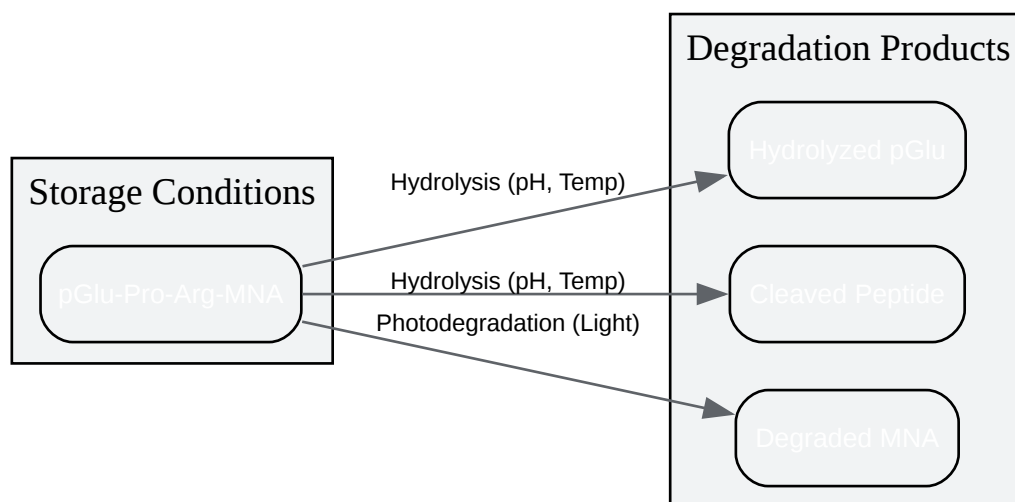 Degradation Products
Hydrolyzed pGlu
Hydrolysis (pH, Temp)
Storage Conditions
pGlu-Pro-Arg-MNA
Hydrolysis (pH, Temp)
Cleaved Peptide
Photodegradation (Light)
Degraded MNA